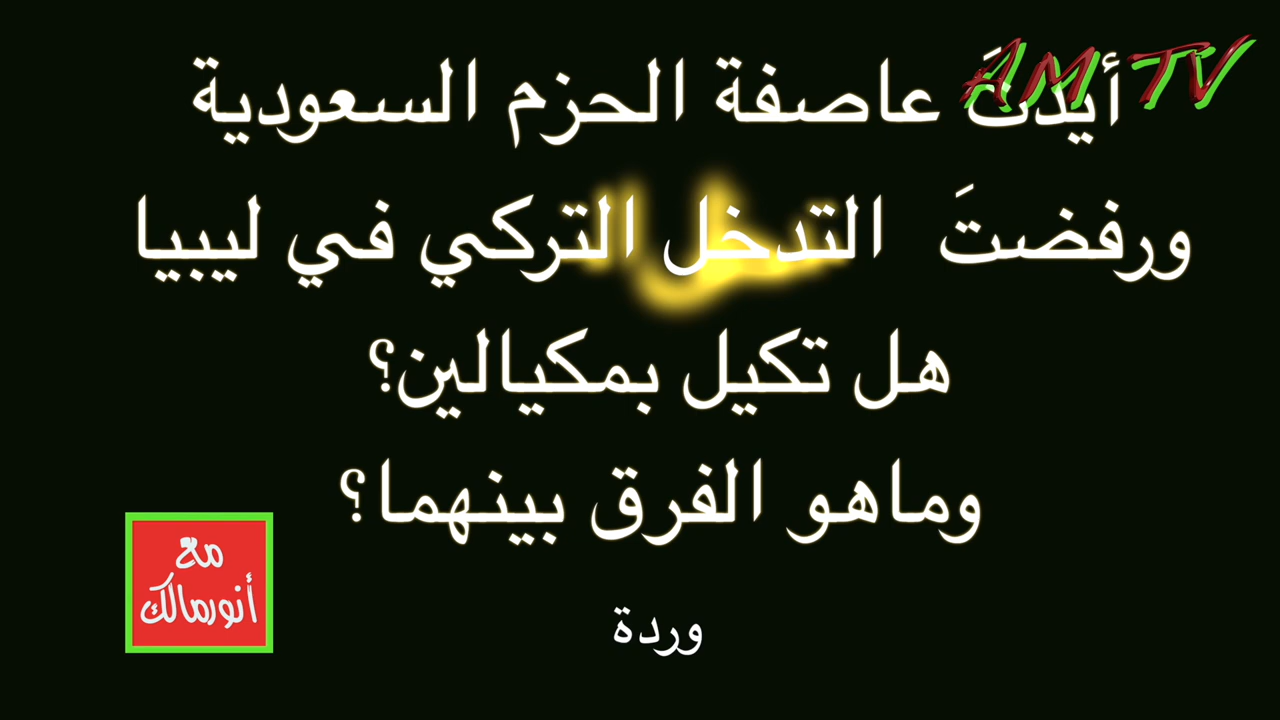 AM TV
أيدتَ عاصفة الحزم السعودية
ورفضتَ التدخل التركي في ليبيا
هل تكيل بمكيالين؟
وماهو الفرق بينهما؟
مع
أنورمالك
وردة